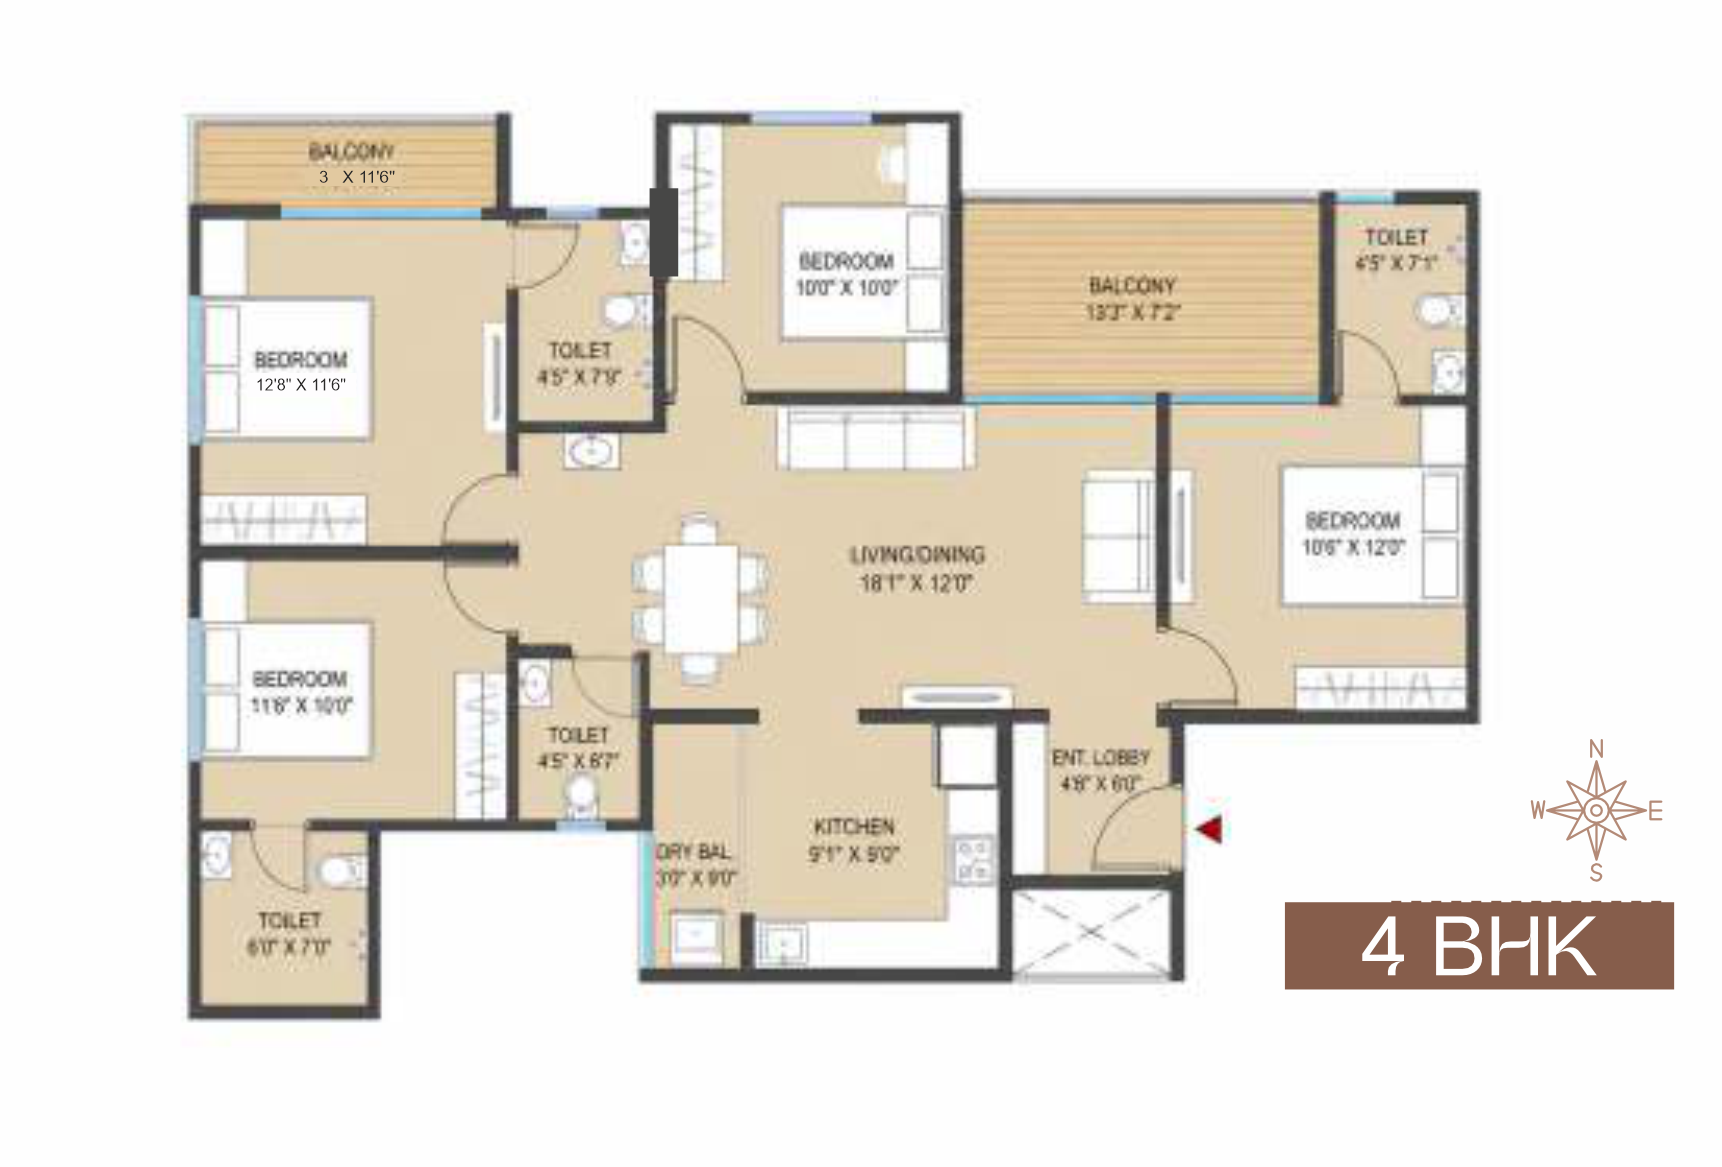 BALCONY
3 X 11'6"
BEDROOM
10'0" X 10'0"
TOILET
4'5" X 7'1"
BALCONY
13'3" X 7'2"
BEDROOM
12'8" X 11'6"
TOILET
4'5" X 7'9"
BEDROOM
10'6" X 12'0"
LIVING/DINING
18'1" X 12'0"
BEDROOM
11'6" X 10'0"
TOILET
4'5" X 6'7"
ENT. LOBBY
4'8" X 6'0"
KITCHEN
9'1" X 9'0"
DRY BAL
3'0" X 9'0"
TOILET
6'0" X 7'0"
N
W E
S
4 BHK